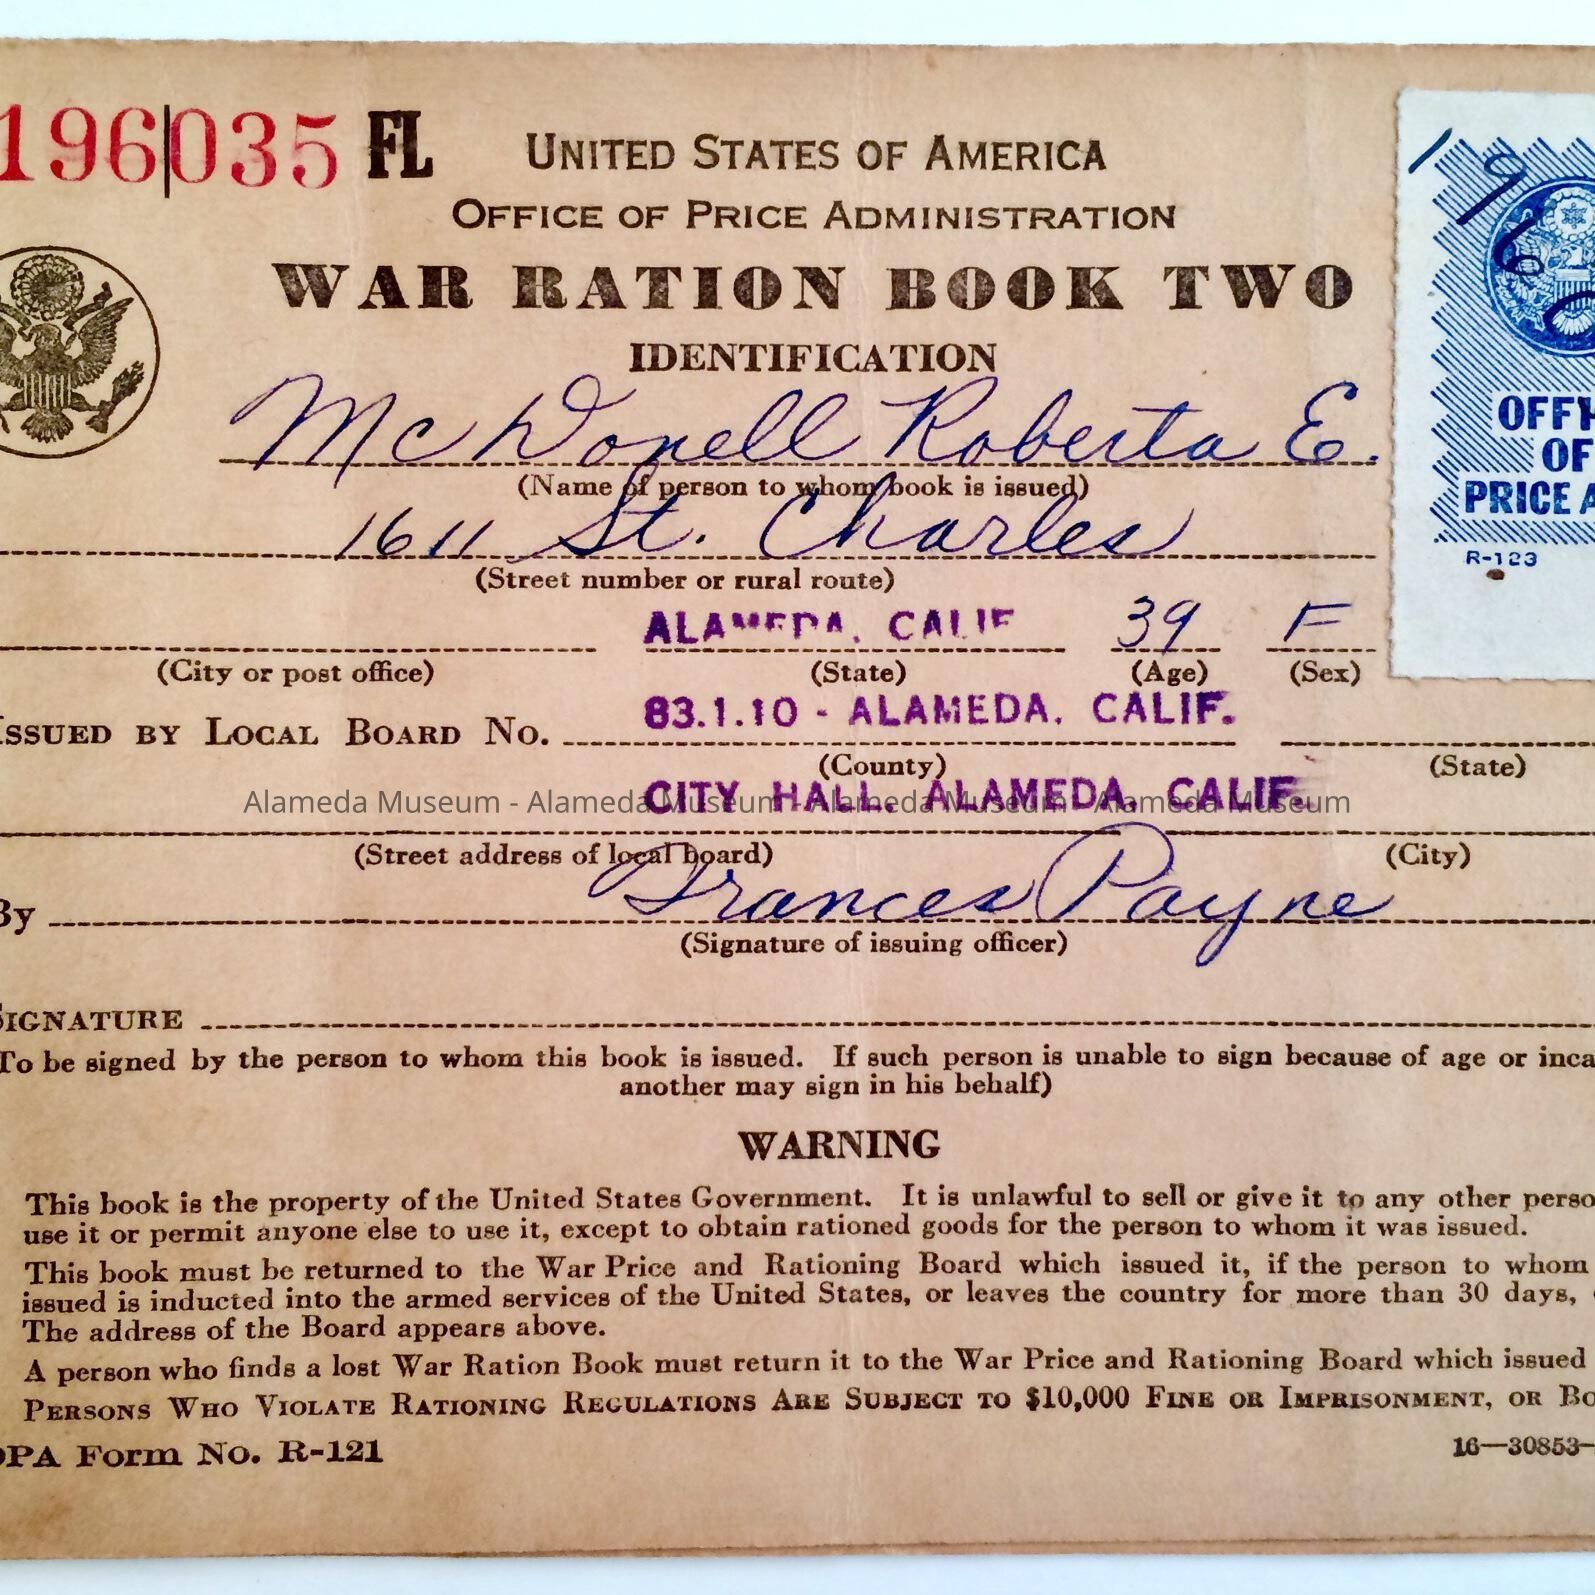 196035 FL
UNITED STATES OF AMERICA
OFFICE OF PRICE ADMINISTRATION
WAR RATION BOOK TWO
IDENTIFICATION
McDonell Roberta E.
(Name of person to whom book is issued)
1611 St. Charles
(Street number or rural route)
ALAMEDA, CALIF 39 F
(City or post office) (State) (Age) (Sex)
83.1.10 - ALAMEDA, CALIF.
ISSUED BY LOCAL BOARD No.
(County) (State)
CITY HALL, ALAMEDA, CALIF.
Alameda Museum - Alameda Museum - Alameda Museum - Alameda Museum
(Street address of local board) (City)
By Frances Payne
(Signature of issuing officer)
SIGNATURE
To be signed by the person to whom this book is issued. If such person is unable to sign because of age or inca
another may sign in his behalf)
WARNING
This book is the property of the United States Government. It is unlawful to sell or give it to any other perso
use it or permit anyone else to use it, except to obtain rationed goods for the person to whom it was issued.
This book must be returned to the War Price and Rationing Board which issued it, if the person to whom
issued is inducted into the armed services of the United States, or leaves the country for more than 30 days,
The address of the Board appears above.
A person who finds a lost War Ration Book must return it to the War Price and Rationing Board which issued
PERSONS WHO VIOLATE RATIONING REGULATIONS ARE SUBJECT TO $10,000 FINE OR IMPRISONMENT, OR BO
OPA Form No. R-121
16—30853-
196
OFFI
OF
PRICE A
R-123